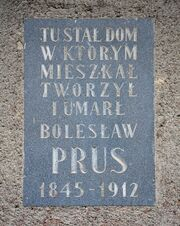 TU STAŁ DOM
W KTÓRYM
MIESZKAŁ
TWORZYŁ
I UMARŁ
BOLESŁAW
PRUS
1845-1912